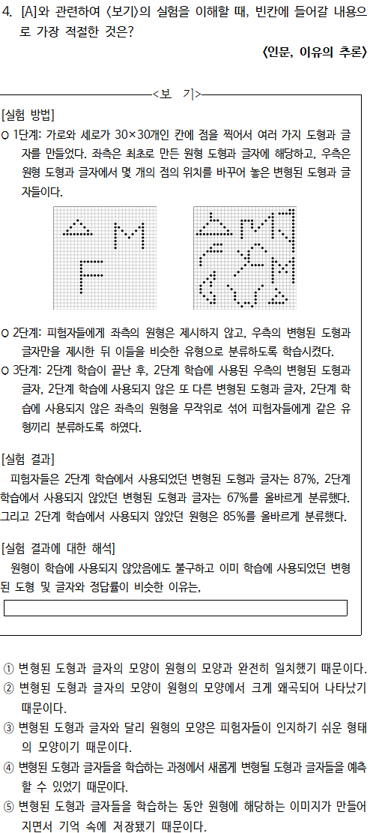 4. [A]와 관련하여 〈보기〉의 실험을 이해할 때, 빈칸에 들어갈 내용으
로 가장 적절한 것은?
〈인문, 이유의 추론〉
<보 기>
[실험 방법]
○ 1단계: 가로와 세로가 30×30개인 칸에 점을 찍어서 여러 가지 도형과 글
자를 만들었다. 좌측은 최초로 만든 원형 도형과 글자에 해당하고, 우측은
원형 도형과 글자에서 몇 개의 점의 위치를 바꾸어 놓은 변형된 도형과 글
자들이다.
M
F
○ 2단계: 피험자들에게 좌측의 원형은 제시하지 않고, 우측의 변형된 도형과
글자만을 제시한 뒤 이들을 비슷한 유형으로 분류하도록 학습시켰다.
○ 3단계: 2단계 학습이 끝난 후, 2단계 학습에 사용된 우측의 변형된 도형과
글자, 2단계 학습에 사용되지 않은 또 다른 변형된 도형과 글자, 2단계 학
습에 사용되지 않은 좌측의 원형을 무작위로 섞어 피험자들에게 같은 유
형끼리 분류하도록 하였다.
[실험 결과]
피험자들은 2단계 학습에서 사용되었던 변형된 도형과 글자는 87%, 2단계
학습에서 사용되지 않았던 변형된 도형과 글자는 67%를 올바르게 분류했다.
그리고 2단계 학습에서 사용되지 않았던 원형은 85%를 올바르게 분류했다.
[실험 결과에 대한 해석]
원형이 학습에 사용되지 않았음에도 불구하고 이미 학습에 사용되었던 변형
된 도형 및 글자와 정답률이 비슷한 이유는,
① 변형된 도형과 글자의 모양이 원형의 모양과 완전히 일치했기 때문이다.
② 변형된 도형과 글자의 모양이 원형의 모양에서 크게 왜곡되어 나타났기
때문이다.
③ 변형된 도형과 글자와 달리 원형의 모양은 피험자들이 인지하기 쉬운 형태
의 모양이기 때문이다.
④ 변형된 도형과 글자들을 학습하는 과정에서 새롭게 변형될 도형과 글자들을 예측
할 수 있었기 때문이다.
⑤ 변형된 도형과 글자들을 학습하는 동안 원형에 해당하는 이미지가 만들어
지면서 기억 속에 저장됐기 때문이다.